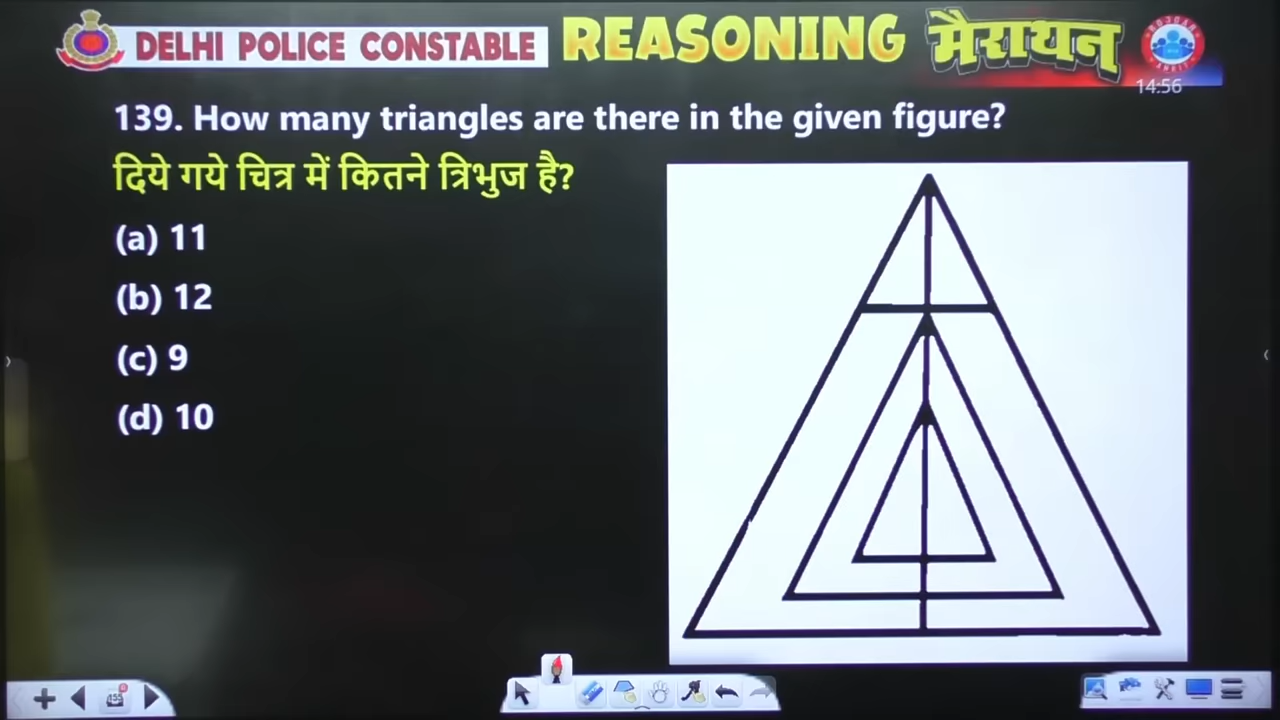 DELHI POLICE CONSTABLE REASONING मैराथन
14:56
139. How many triangles are there in the given figure?
दिये गये चित्र में कितने त्रिभुज है?
(a) 11
(b) 12
(c) 9
(d) 10
455